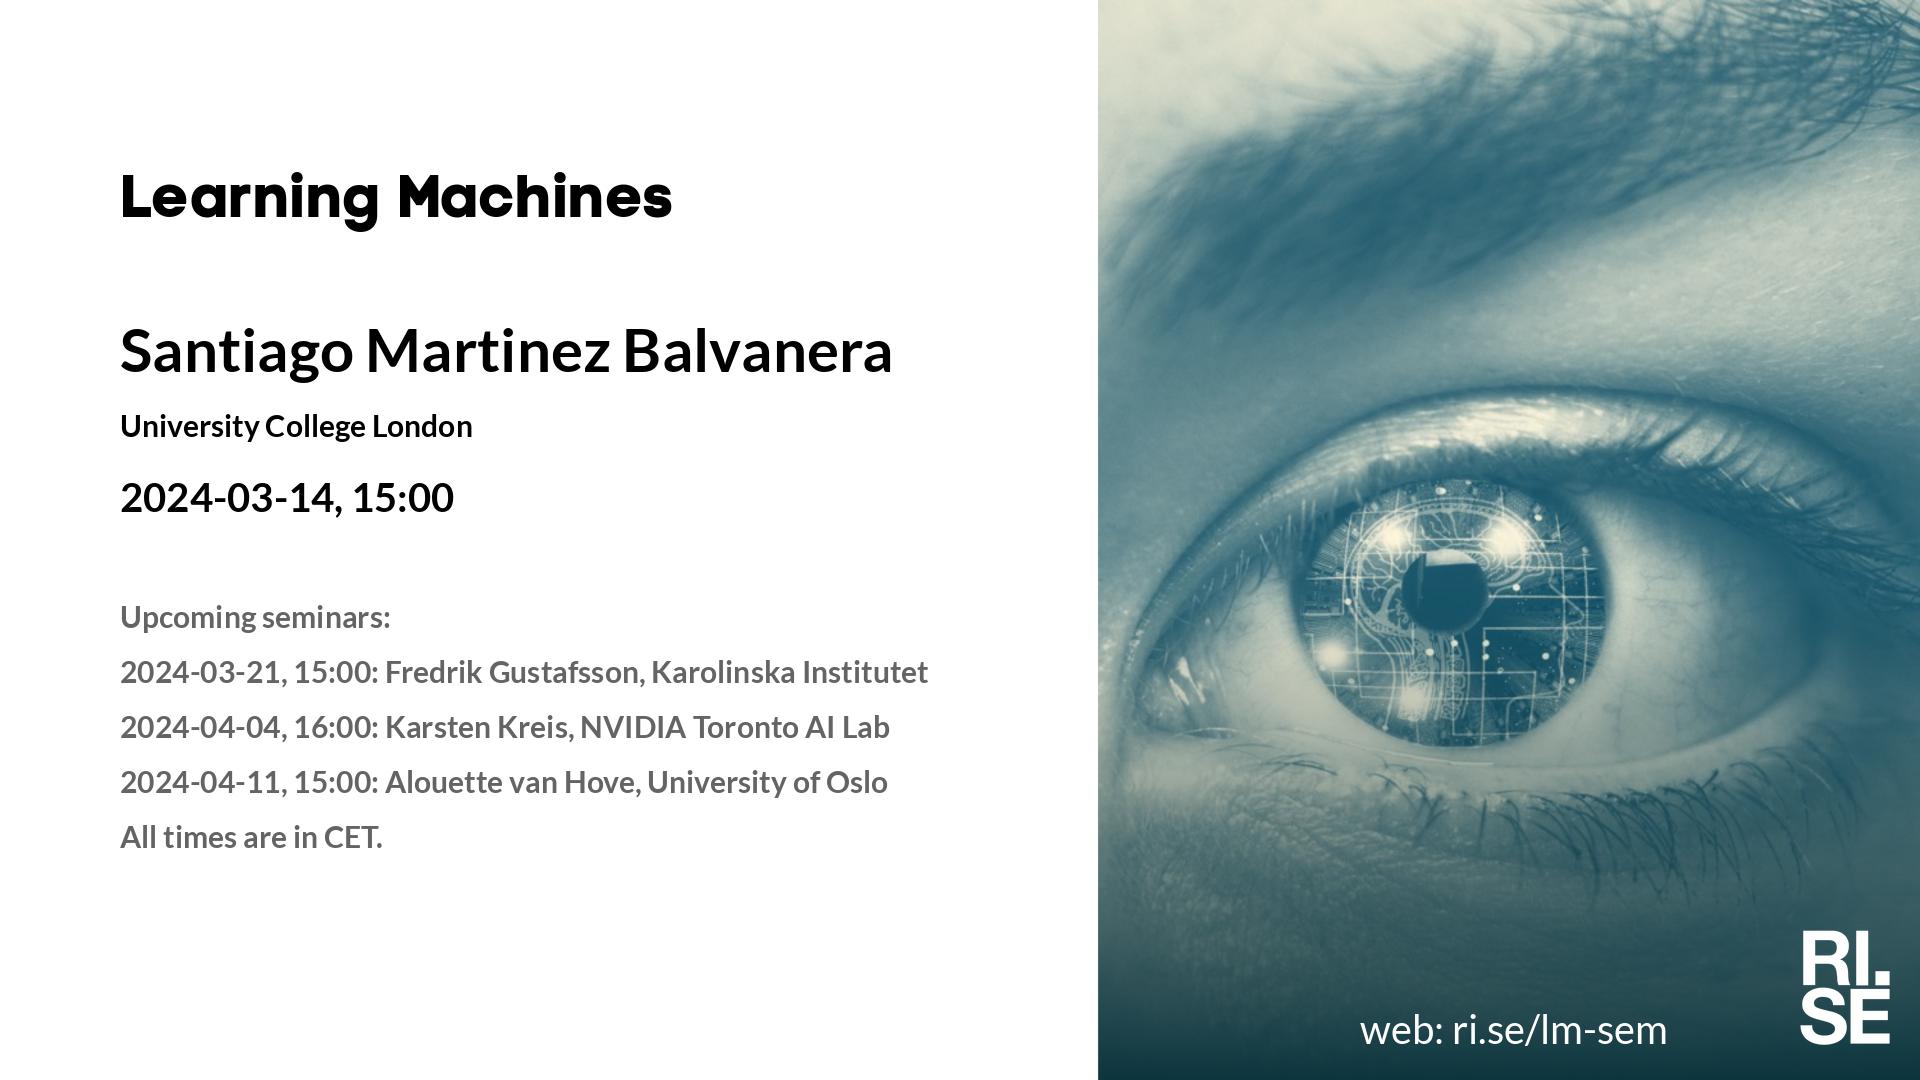 Learning Machines
Santiago Martinez Balvanera
University College London
2024-03-14, 15:00
Upcoming seminars:
2024-03-21, 15:00: Fredrik Gustafsson, Karolinska Institutet
2024-04-04, 16:00: Karsten Kreis, NVIDIA Toronto AI Lab
2024-04-11, 15:00: Alouette van Hove, University of Oslo
All times are in CET.
web: ri.se/lm-sem
RI.
SE